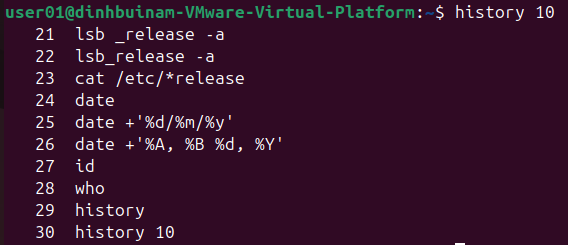 user01@dinhbuinam-VMware-Virtual-Platform:~$ history 10
21 lsb _release -a
22 lsb_release -a
23 cat /etc/*release
24 date
25 date +'%d/%m/%y'
26 date +'%A, %B %d, %Y'
27 id
28 who
29 history
30 history 10